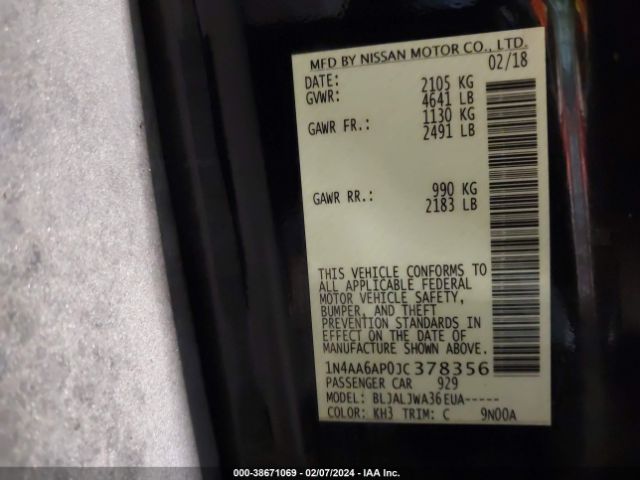 MFD BY NISSAN MOTOR CO., LTD.
DATE: 02/18
GVWR: 2105 KG
4641 LB
GAWR FR.: 1130 KG
2491 LB
GAWR RR.: 990 KG
2183 LB
THIS VEHICLE CONFORMS TO
ALL APPLICABLE FEDERAL
MOTOR VEHICLE SAFETY,
BUMPER, AND THEFT
PREVENTION STANDARDS IN
EFFECT ON THE DATE OF
MANUFACTURE SHOWN ABOVE.
1N4AA6AP0JC378356
PASSENGER CAR 929
MODEL: BLJALJWA36EUA-----
COLOR: KH3 TRIM: C 9N00A
000-38671069 - 02/07/2024 - IAA Inc.